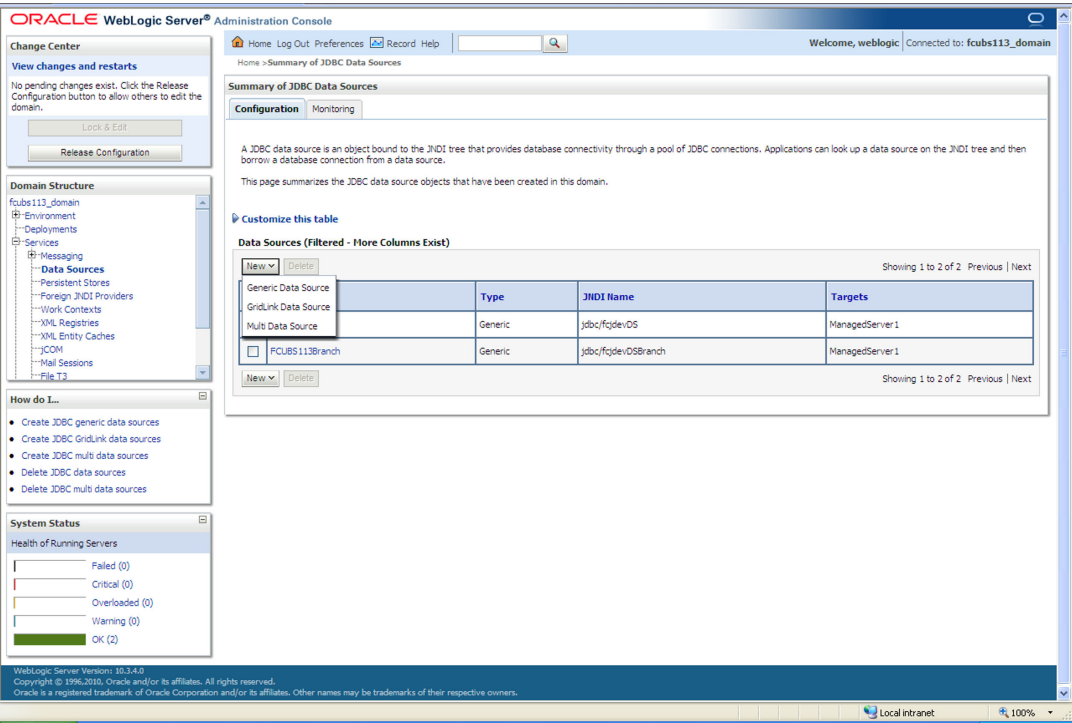 ORACLE WebLogic Server® Administration Console
Change Center
View changes and restarts
No pending changes exist. Click the Release
Configuration button to allow others to edit the
domain.
Lock & Edit
Release Configuration
Domain Structure
fcubs113_domain
Environment
Deployments
Services
Messaging
Data Sources
Persistent Stores
Foreign JNDI Providers
Work Contexts
XML Registries
XML Entity Caches
jCOM
Mail Sessions
File T3
How do I...
Create JDBC generic data sources
Create JDBC GridLink data sources
Create JDBC multi data sources
Delete JDBC data sources
Delete JDBC multi data sources
System Status
Health of Running Servers
Failed (0)
Critical (0)
Overloaded (0)
Warning (0)
OK (2)
Home Log Out Preferences Record Help
Welcome, weblogic Connected to: fcubs113_domain
Home >Summary of JDBC Data Sources
Summary of JDBC Data Sources
Configuration Monitoring
A JDBC data source is an object bound to the JNDI tree that provides database connectivity through a pool of JDBC connections. Applications can look up a data source on the JNDI tree and then
borrow a database connection from a data source.
This page summarizes the JDBC data source objects that have been created in this domain.
Customize this table
Data Sources (Filtered - More Columns Exist)
New Delete
Showing 1 to 2 of 2 Previous | Next
Generic Data Source
GridLink Data Source
Multi Data Source
Type JNDI Name Targets
Generic jdbc/fcjdevDS ManagedServer1
FCUBS113Branch Generic jdbc/fcjdevDSBranch ManagedServer1
New Delete
Showing 1 to 2 of 2 Previous | Next
WebLogic Server Version: 10.3.4.0
Copyright © 1996,2010, Oracle and/or its affiliates. All rights reserved.
Oracle is a registered trademark of Oracle Corporation and/or its affiliates. Other names may be trademarks of their respective owners.
Local intranet 100%